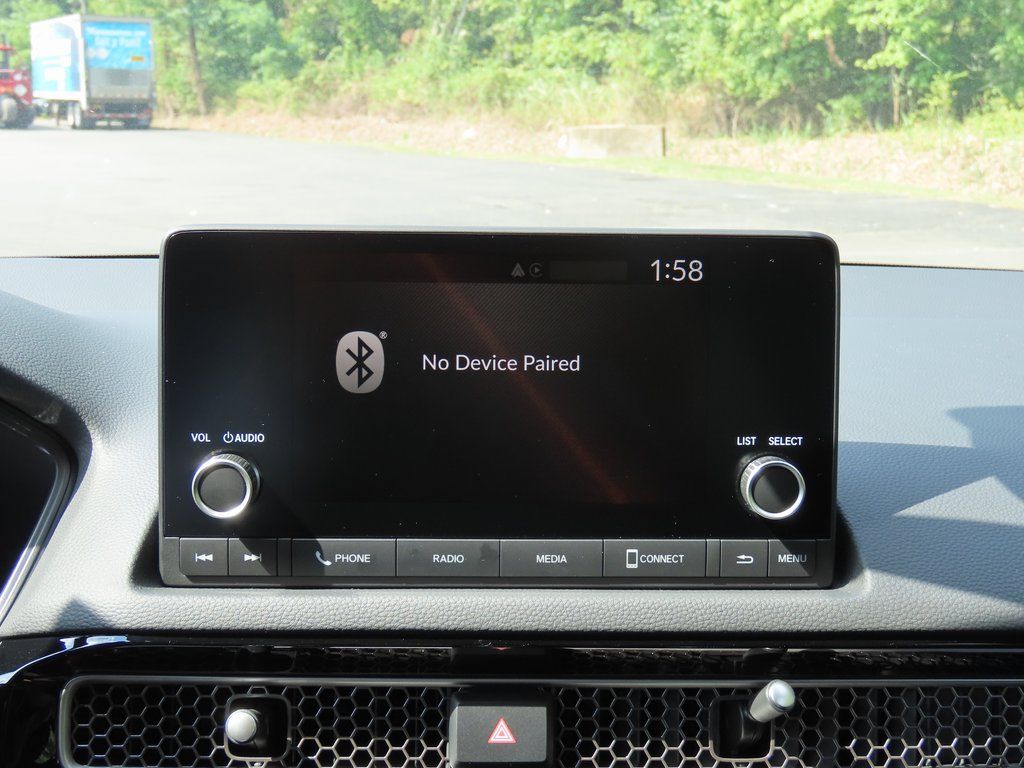 1:58
®
No Device Paired
VOL AUDIO
LIST SELECT
PHONE RADIO MEDIA CONNECT MENU